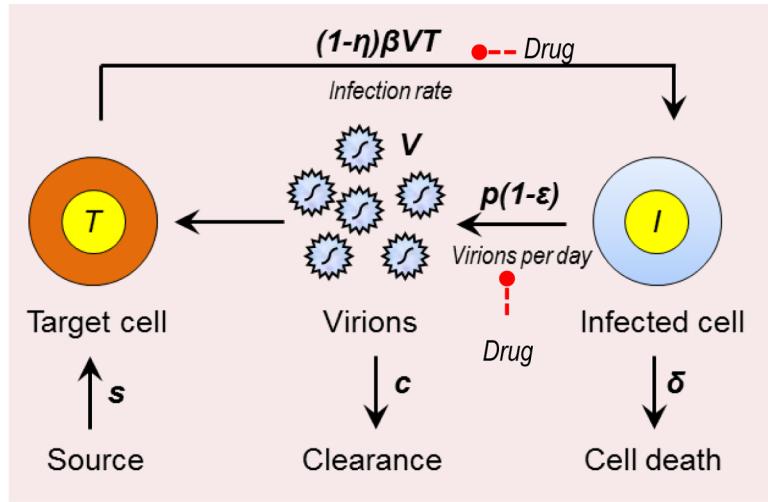 (1-η)βVT
Drug
Infection rate
V
T
p(1-ε)
I
Virions per day
Target cell
Virions
Infected cell
Drug
s
c
δ
Source
Clearance
Cell death